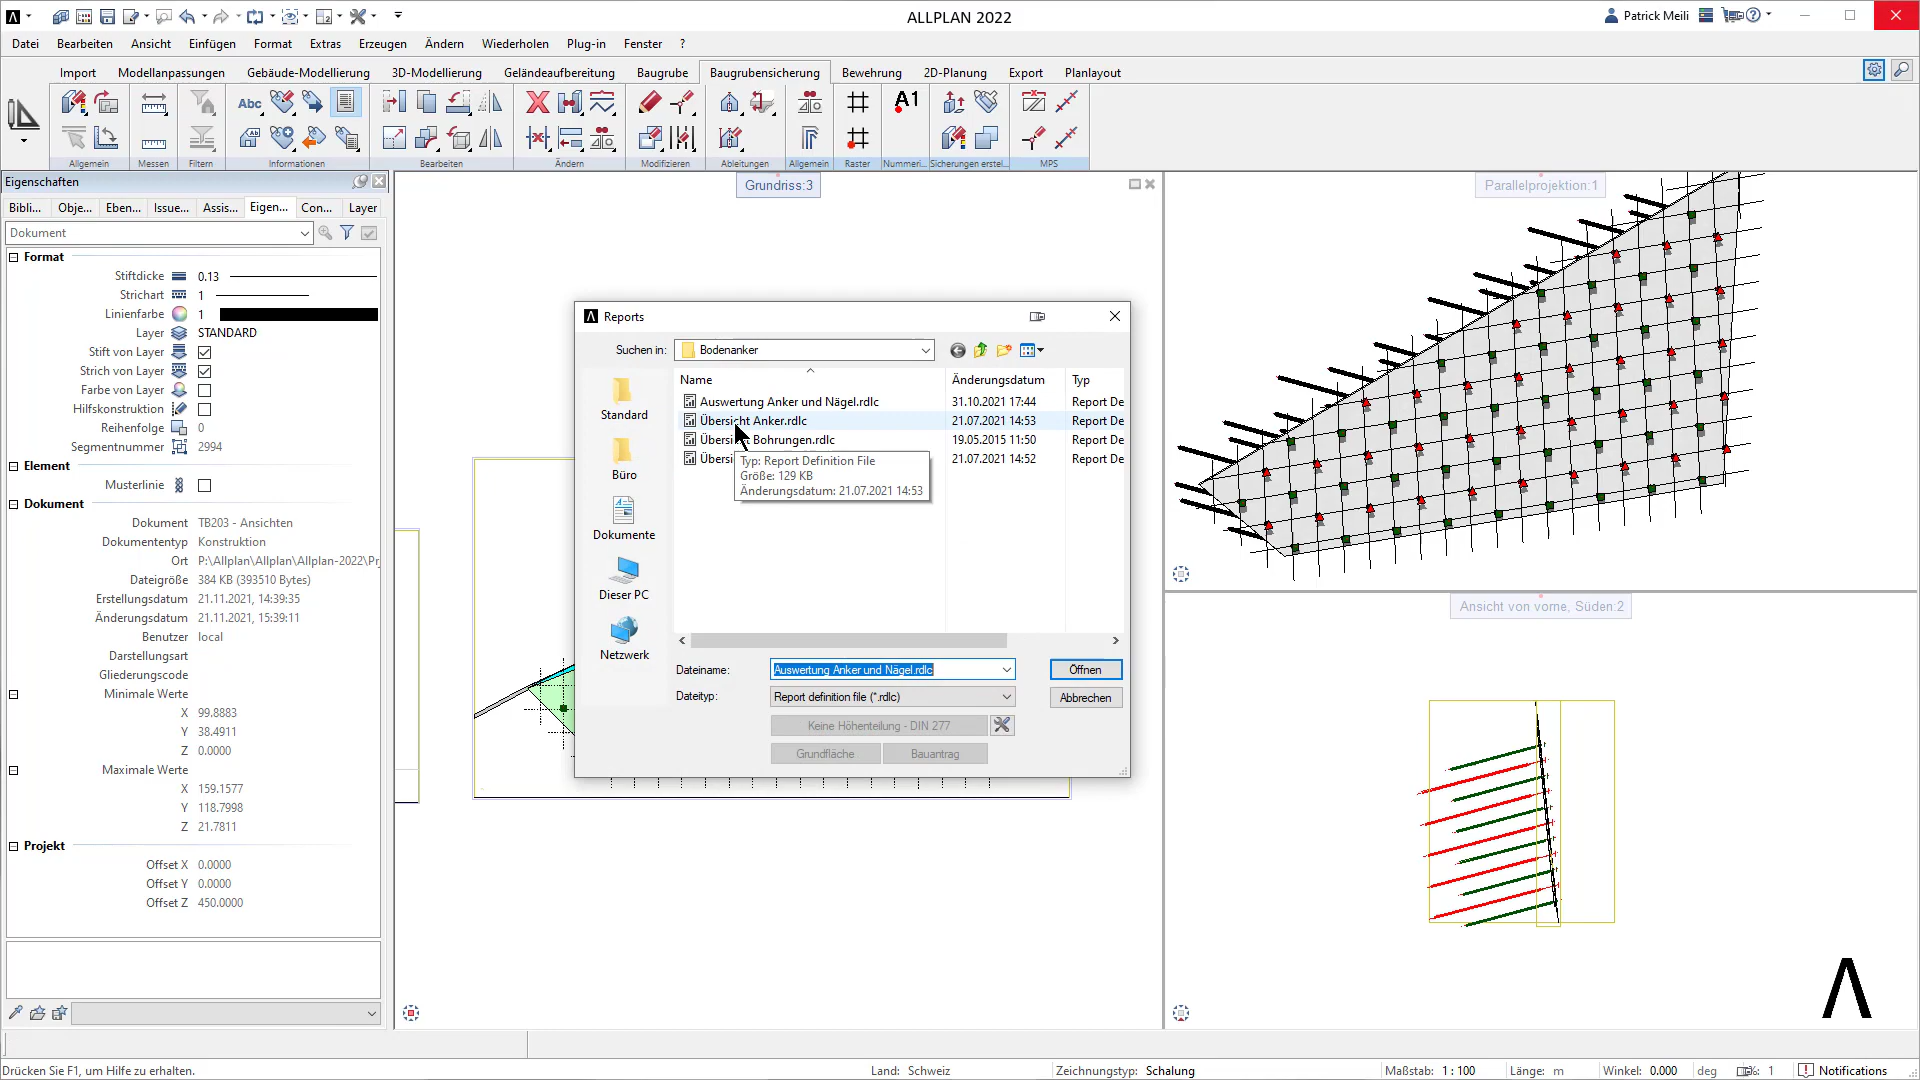 ALLPLAN 2022
Patrick Meili
Datei Bearbeiten Ansicht Einfügen Format Extras Erzeugen Ändern Wiederholen Plug-in Fenster ?
Import Modellanpassungen Gebäude-Modellierung 3D-Modellierung Geländeaufbereitung Baugrube Baugrubensicherung Bewehrung 2D-Planung Export Planlayout
Abc
A1
Allgemein Messen Filtern Informationen Bearbeiten Ändern Modifizieren Ableitungen Allgemein Raster Nummeri... Sicherungen erstel... MPS
Eigenschaften
Bibli... Obje... Eben... Issue... Assis... Eigen... Con... Layer
Dokument
Format
Stiftdicke 0.13
Strichart 1
Linienfarbe 1
Layer STANDARD
Stift von Layer
Strich von Layer
Farbe von Layer
Hilfskonstruktion
Reihenfolge 0
Segmentnummer 2994
Element
Musterlinie
Dokument
Dokument TB203 - Ansichten
Dokumententyp Konstruktion
Ort P:\Allplan\Allplan\Allplan-2022\Prj
Dateigröße 384 KB (393510 Bytes)
Erstellungsdatum 21.11.2021, 14:39:35
Änderungsdatum 21.11.2021, 15:39:11
Benutzer local
Darstellungsart
Gliederungscode
Minimale Werte
X 99.8883
Y 38.4911
Z 0.0000
Maximale Werte
X 159.1577
Y 118.7998
Z 21.7811
Projekt
Offset X 0.0000
Offset Y 0.0000
Offset Z 450.0000
Grundriss:3
Parallelprojektion:1
Ansicht von vorne, Süden:2
Reports
Suchen in: Bodenanker
Standard
Büro
Dokumente
Dieser PC
Netzwerk
Name Änderungsdatum Typ
Auswertung Anker und Nägel.rdlc 31.10.2021 17:44 Report De
Übersicht Anker.rdlc 21.07.2021 14:53 Report De
Übersicht Bohrungen.rdlc 19.05.2015 11:50 Report De
Übersi 21.07.2021 14:52 Report De
Typ: Report Definition File
Größe: 129 KB
Änderungsdatum: 21.07.2021 14:53
Dateiname: Auswertung Anker und Nägel.rdlc Öffnen
Dateityp: Report definition file (*.rdlc) Abbrechen
Keine Höhenteilung - DIN 277
Grundfläche Bauantrag
Drücken Sie F1, um Hilfe zu erhalten. Land: Schweiz Zeichnungstyp: Schalung Maßstab: 1 : 100 Länge: m Winkel: 0.000 deg %: 1 Notifications